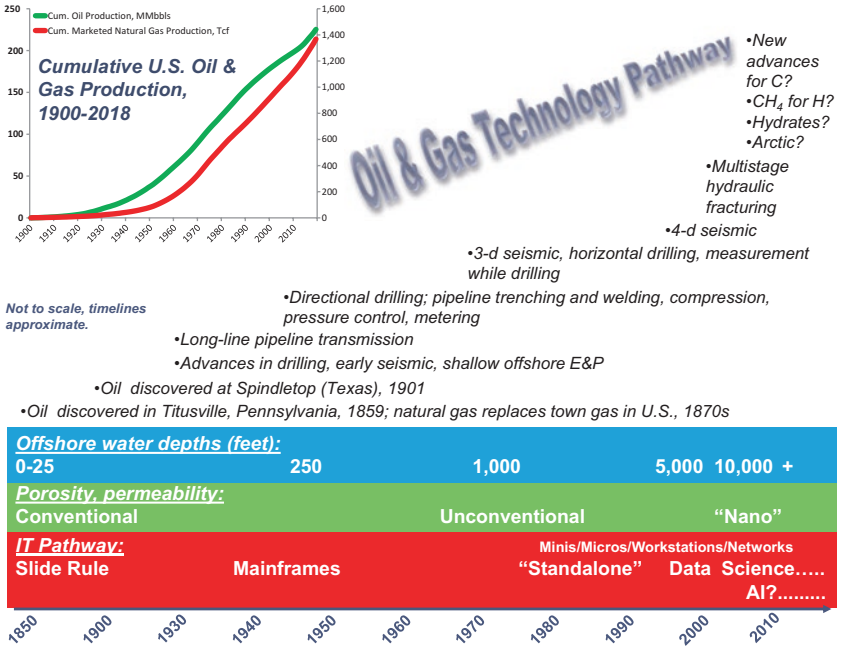 250
200
150
100
50
0
Cum. Oil Production, MMbbls
Cum. Marketed Natural Gas Production, Tcf
Cumulative U.S. Oil &
Gas Production,
1900-2018
1,600
1,400
1,200
1,000
800
600
400
200
0
1900
1910
1920
1930
1940
1950
1960
1970
1980
1990
2000
2010
Oil & Gas Technology Pathway
•New
advances
for C?
•CH4 for H?
•Hydrates?
•Arctic?
•Multistage
hydraulic
fracturing
•4-d seismic
•3-d seismic, horizontal drilling, measurement
while drilling
•Directional drilling; pipeline trenching and welding, compression,
pressure control, metering
Not to scale, timelines
approximate.
•Long-line pipeline transmission
•Advances in drilling, early seismic, shallow offshore E&P
•Oil discovered at Spindletop (Texas), 1901
•Oil discovered in Titusville, Pennsylvania, 1859; natural gas replaces town gas in U.S., 1870s
Offshore water depths (feet):
0-25 250 1,000 5,000 10,000 +
Porosity, permeability:
Conventional Unconventional “Nano”
IT Pathway:
Minis/Micros/Workstations/Networks
Slide Rule Mainframes “Standalone” Data Science…..
AI?.........
1850 1900 1930 1940 1950 1960 1970 1980 1990 2000 2010